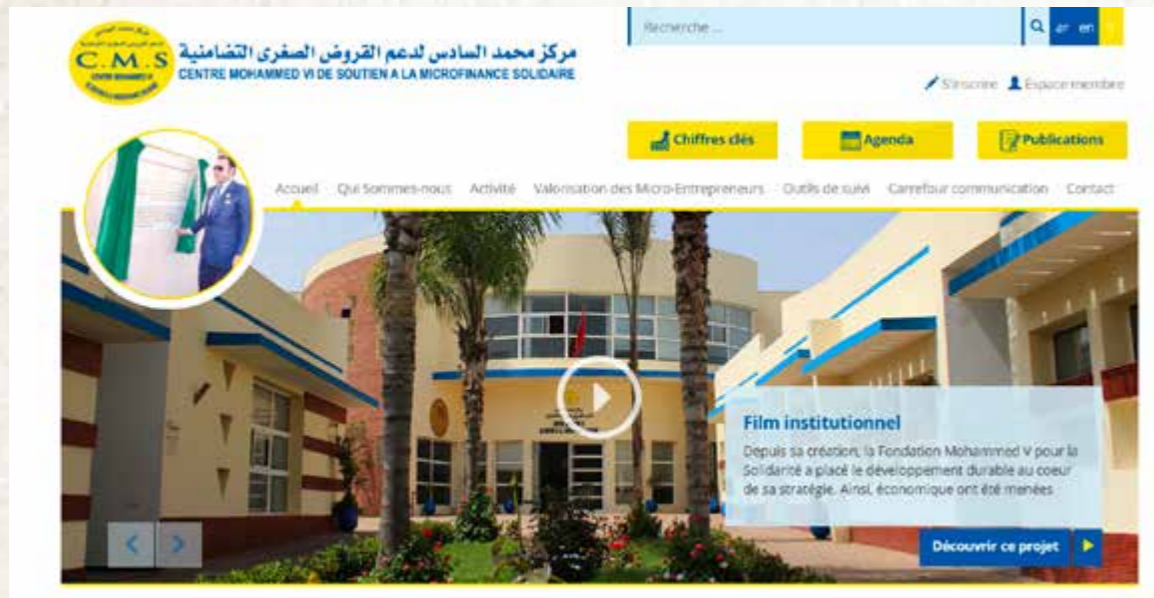 C.M.S
مركز محمد السادس لدعم القروض الصغرى التضامنية
CENTRE MOHAMMED VI DE SOUTIEN A LA MICROFINANCE SOLIDAIRE
Recherche ...
ar en
S'inscrire Espace membre
Chiffres clés Agenda Publications
Accueil Qui Sommes-nous Activité Valorisation des Micro-Entrepreneurs Outils de suivi Carrefour communication Contact
Film institutionnel
Depuis sa création, la Fondation Mohammed V pour la
Solidarité a placé le développement durable au coeur
de sa stratégie. Ainsi, économique ont été menées
Découvrir ce projet